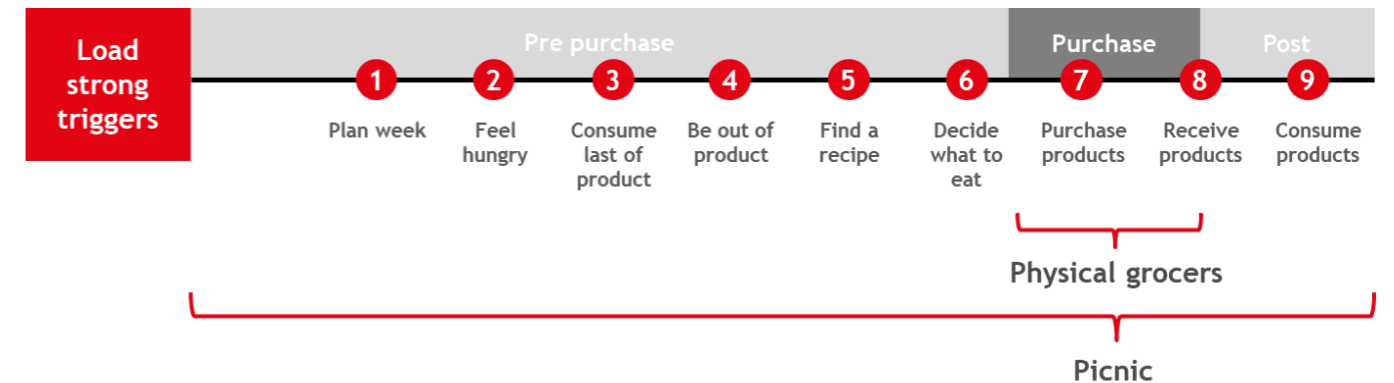 Load
strong
triggers
Pre purchase
Purchase
Post
1
2
3
4
5
6
7
8
9
Plan week
Feel
hungry
Consume
last of
product
Be out of
product
Find a
recipe
Decide
what to
eat
Purchase
products
Receive
products
Consume
products
Physical grocers
Picnic